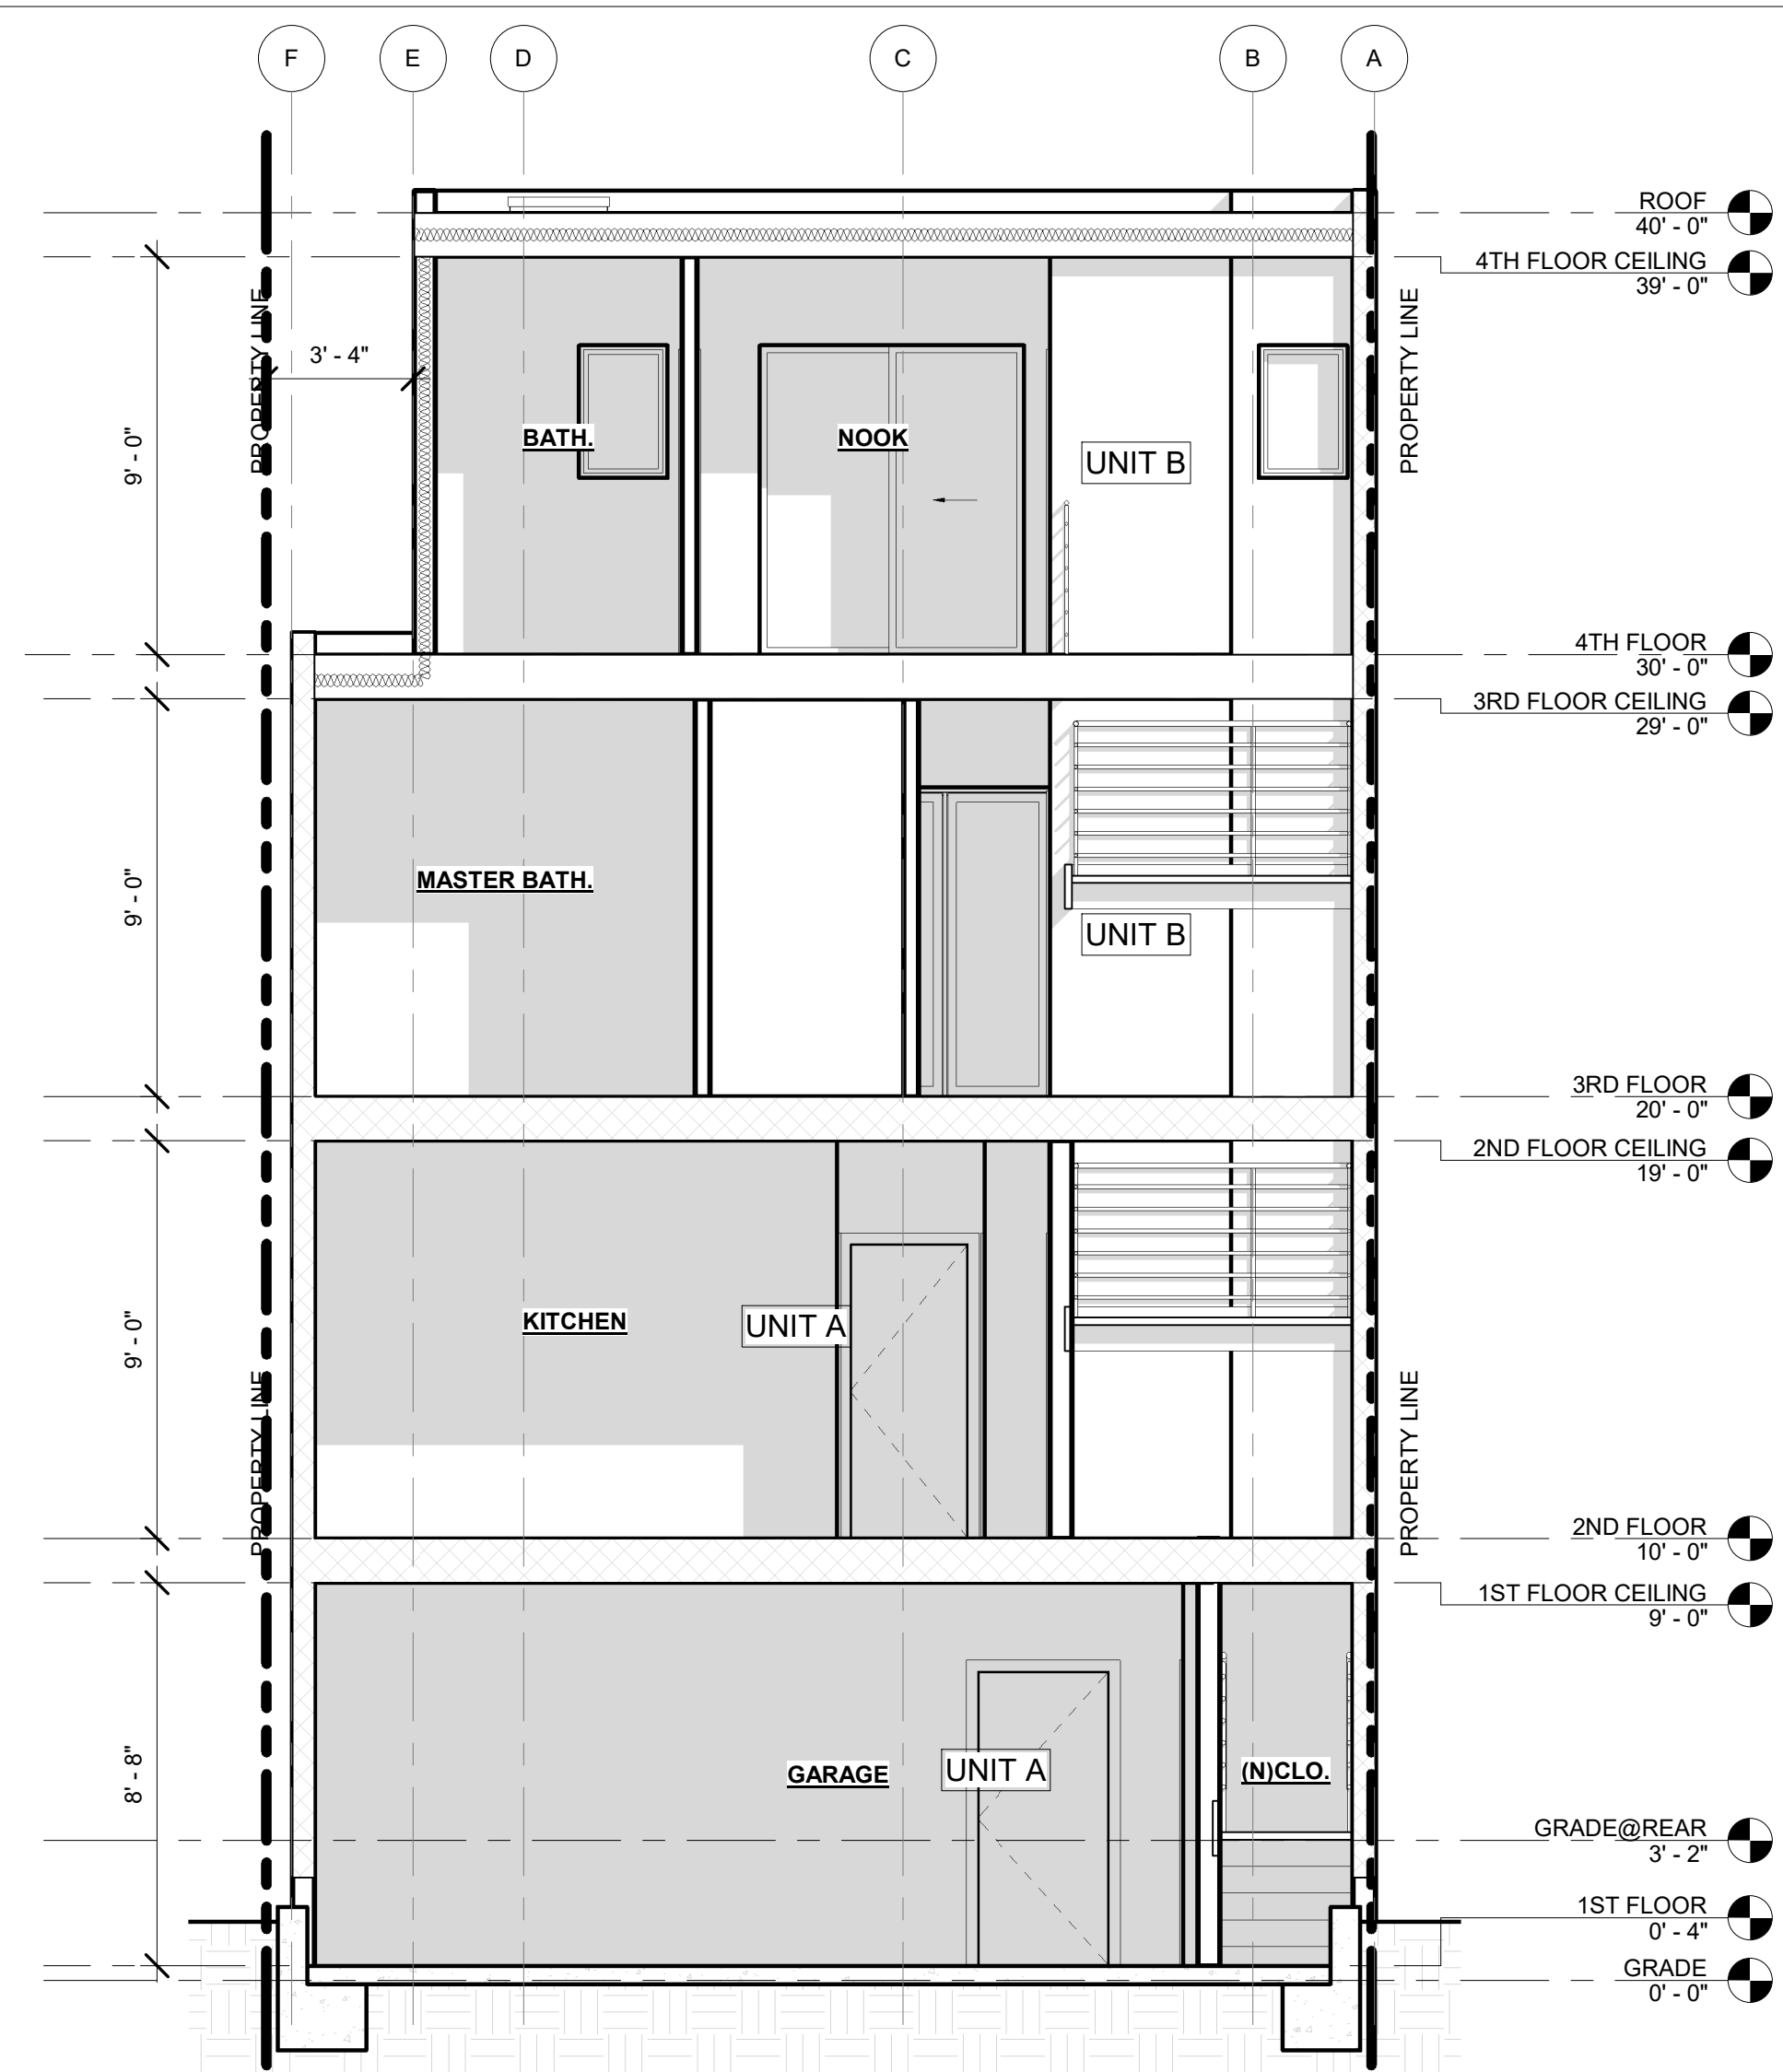 F E D C B A
ROOF
40' - 0"
4TH FLOOR CEILING
39' - 0"
PROPERTY LINE
PROPERTY LINE
3' - 4"
9' - 0"
BATH.
NOOK
UNIT B
4TH FLOOR
30' - 0"
3RD FLOOR CEILING
29' - 0"
9' - 0"
MASTER BATH.
UNIT B
3RD FLOOR
20' - 0"
2ND FLOOR CEILING
19' - 0"
9' - 0"
KITCHEN
UNIT A
PROPERTY LINE
PROPERTY LINE
2ND FLOOR
10' - 0"
1ST FLOOR CEILING
9' - 0"
8' - 8"
GARAGE
UNIT A
(N)CLO.
GRADE@REAR
3' - 2"
1ST FLOOR
0' - 4"
GRADE
0' - 0"